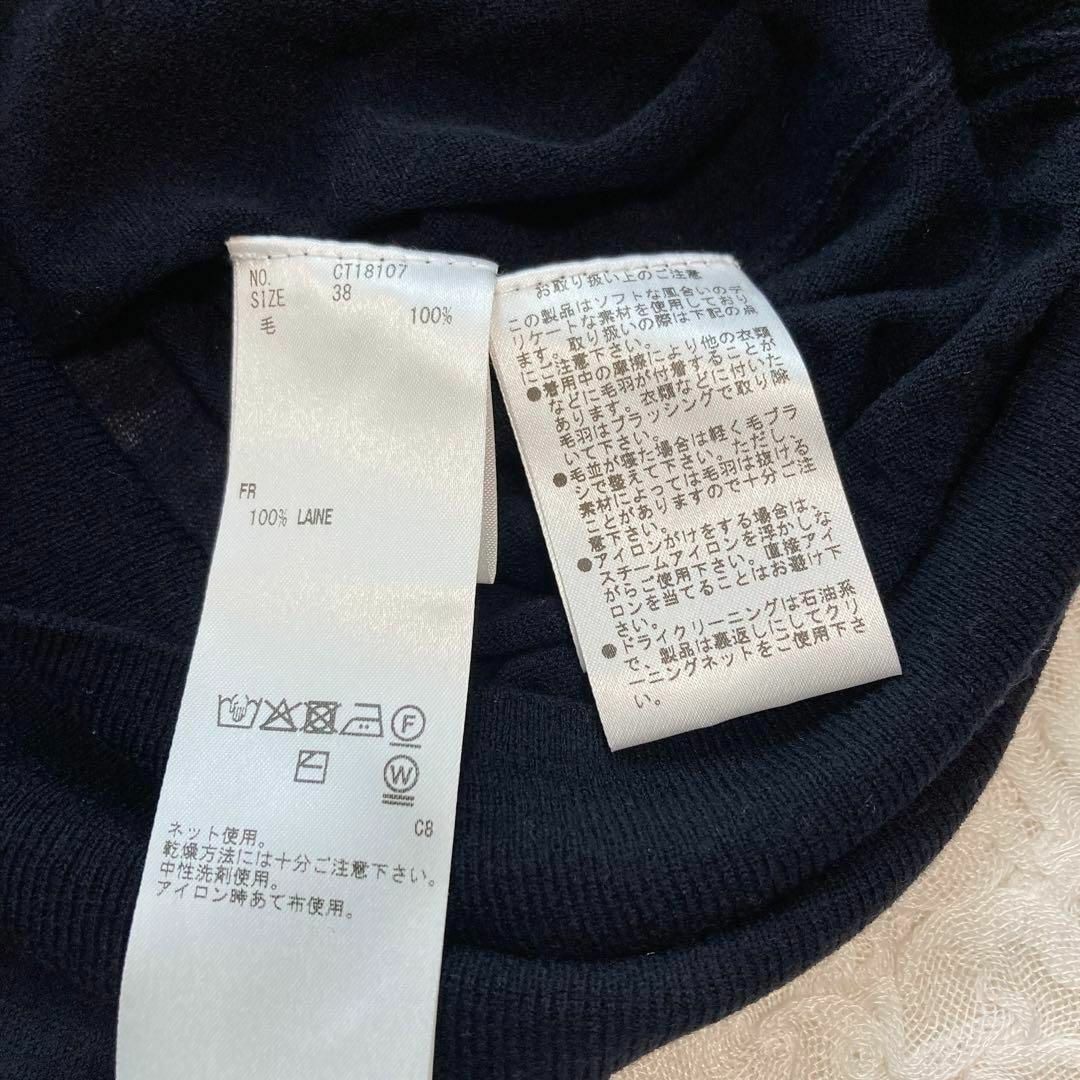 NO. CT18107
SIZE 38
毛 100%
FR
100% LAINE
F
W
C8
ネット使用。
乾燥方法には十分ご注意下さい。
中性洗剤使用。
アイロン時あて布使用。
お取り扱い上のご注意
この製品はソフトな風合いのデ
リケートな素材を使用しており
ます。取り扱いの際は下記の点
にご注意下さい。
●着用中の摩擦により他の衣類
などに毛羽が付着することが
あります。衣類などに付いた
毛羽はブラッシングで取り除
いて下さい。
●毛並が寝た場合は軽く毛ブラ
シで整えて下さい。ただし、
素材によっては毛羽は抜ける
ことがありますので十分ご注
意下さい。
●アイロンがけをする場合は、
スチームアイロンを浮かしな
がらご使用下さい。直接アイ
ロンを当てることはお避け下
さい。
●ドライクリーニングは石油系
で、製品は裏返しにしてクリ
ーニングネットをご使用下さ
い。